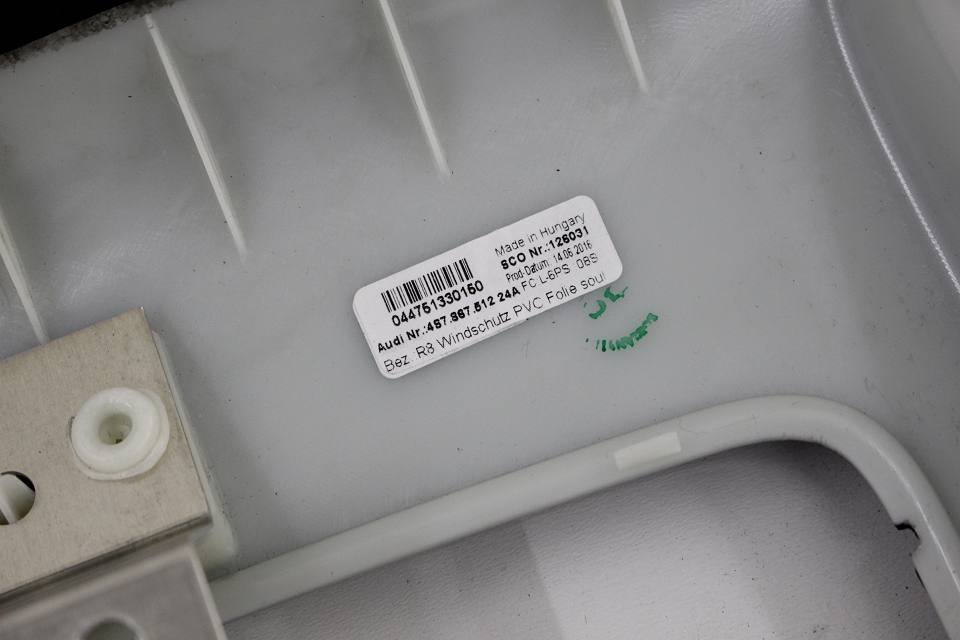 Made in Hungary
SCO Nr.:126031
Prod-Datum: 14.06.2016
044751330150
Audi Nr.:4S7.867.512 24A FC L-6PS 085
Bez. R8 Windschutz PVC Folie soul